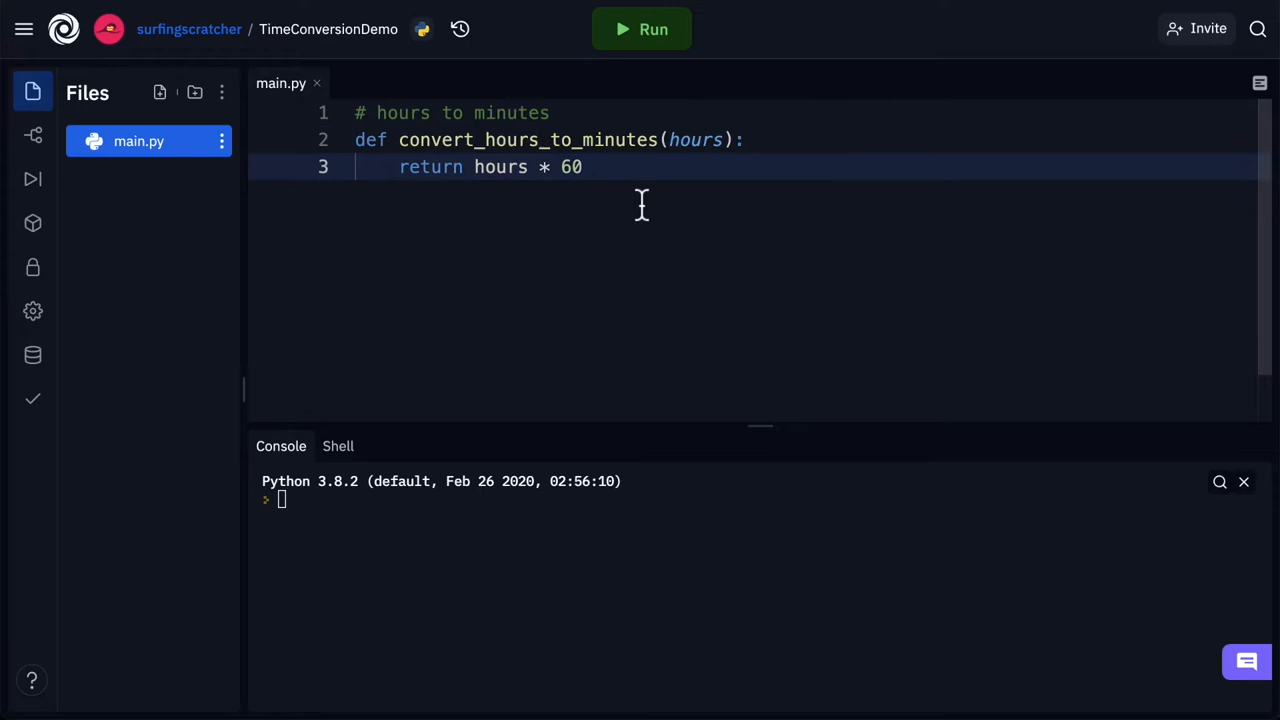 surfingscratcher / TimeConversionDemo
Run
Invite
Files
main.py
main.py
1 # hours to minutes
2 def convert_hours_to_minutes(hours):
3 return hours * 60
Console
Shell
Python 3.8.2 (default, Feb 26 2020, 02:56:10)
?